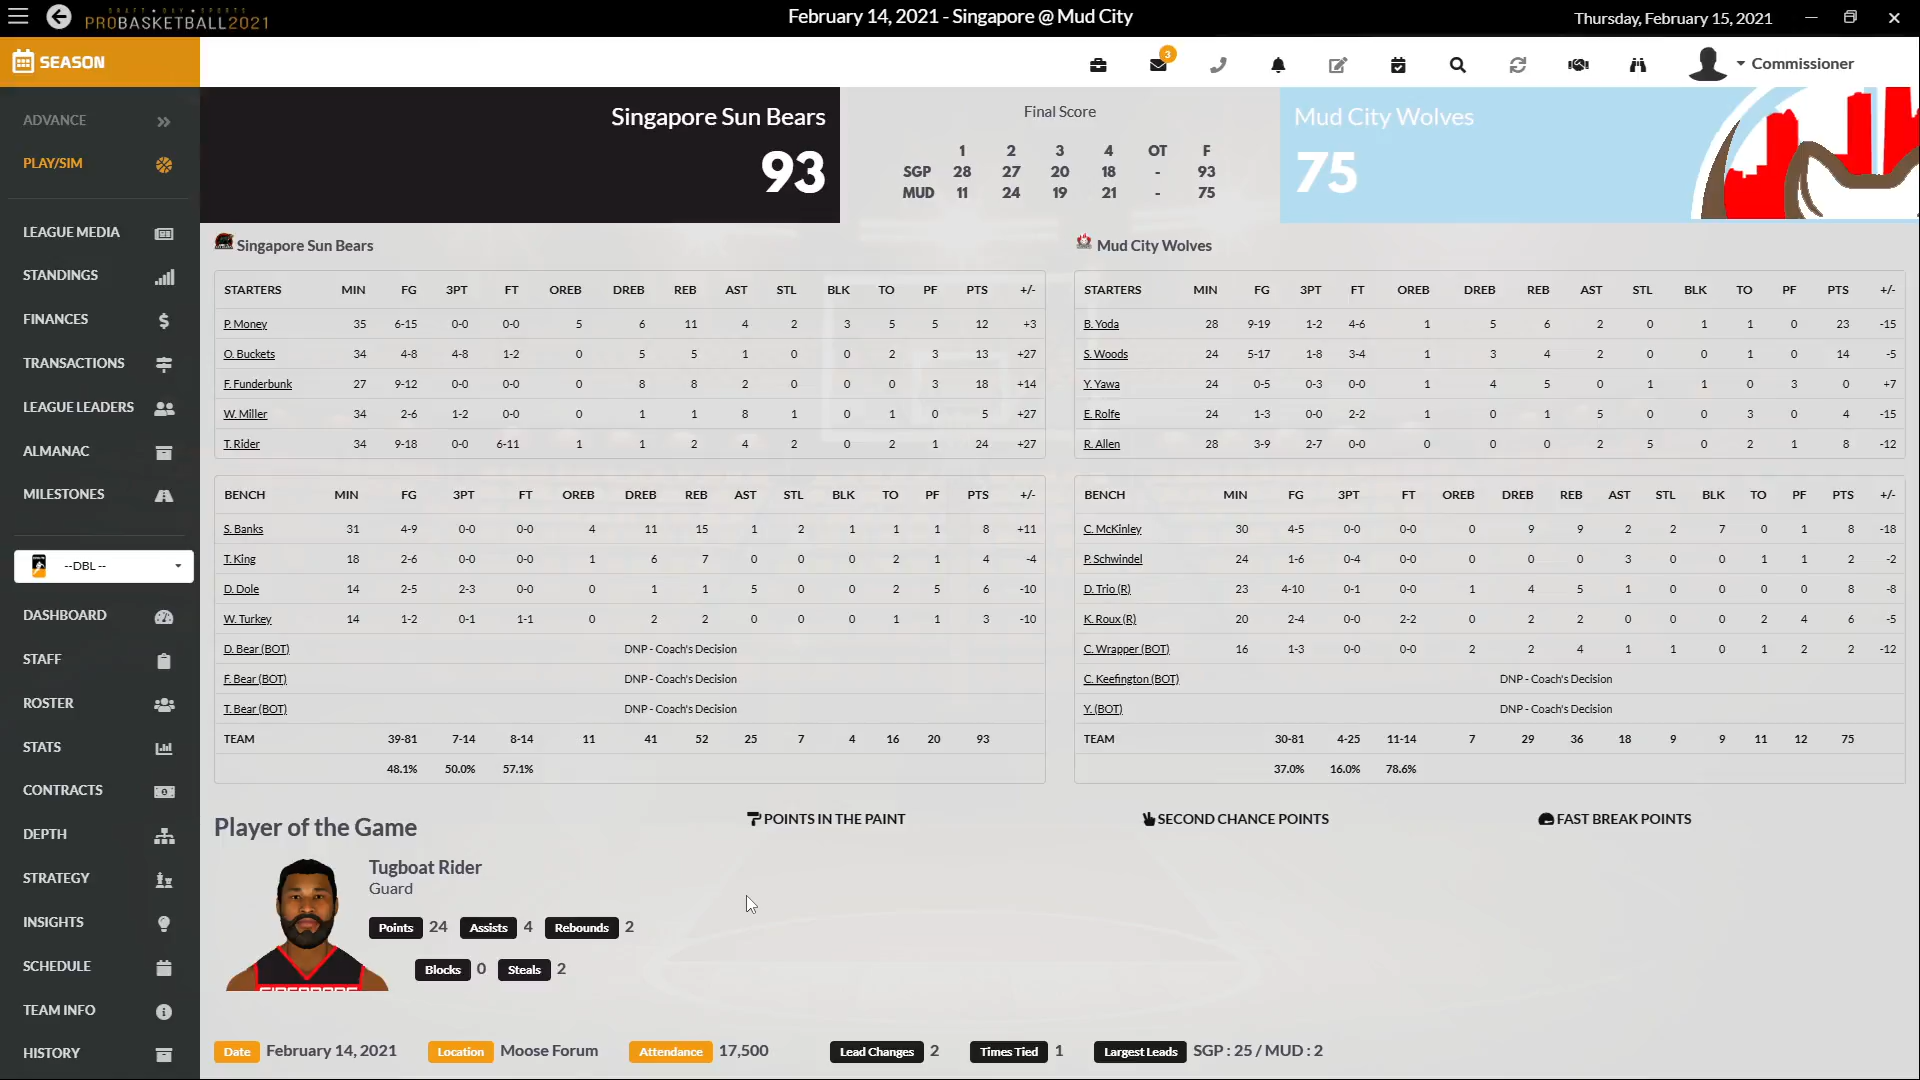 DRAFT DAY SPORTS
PROBASKETBALL2021
February 14, 2021 - Singapore @ Mud City
Thursday, February 15, 2021
SEASON
3
Commissioner
ADVANCE
PLAY/SIM
LEAGUE MEDIA
STANDINGS
FINANCES
TRANSACTIONS
LEAGUE LEADERS
ALMANAC
MILESTONES
--DBL--
DASHBOARD
STAFF
ROSTER
STATS
CONTRACTS
DEPTH
STRATEGY
INSIGHTS
SCHEDULE
TEAM INFO
HISTORY
Singapore Sun Bears
93
Final Score
1 2 3 4 OT F
SGP 28 27 20 18 - 93
MUD 11 24 19 21 - 75
Mud City Wolves
75
Singapore Sun Bears
STARTERS MIN FG 3PT FT OREB DREB REB AST STL BLK TO PF PTS +/-
P. Money 35 6-15 0-0 0-0 5 6 11 4 2 3 5 5 12 +3
O. Buckets 34 4-8 4-8 1-2 0 5 5 1 0 0 2 3 13 +27
F. Funderbunk 27 9-12 0-0 0-0 0 8 8 2 0 0 0 3 18 +14
W. Miller 34 2-6 1-2 0-0 0 1 1 8 1 0 1 0 5 +27
T. Rider 34 9-18 0-0 6-11 1 1 2 4 2 0 2 1 24 +27
BENCH MIN FG 3PT FT OREB DREB REB AST STL BLK TO PF PTS +/-
S. Banks 31 4-9 0-0 0-0 4 11 15 1 2 1 1 1 8 +11
T. King 18 2-6 0-0 0-0 1 6 7 0 0 0 2 1 4 -4
D. Dole 14 2-5 2-3 0-0 0 1 1 5 0 0 2 5 6 -10
W. Turkey 14 1-2 0-1 1-1 0 2 2 0 0 0 1 1 3 -10
D. Bear (BOT) DNP - Coach's Decision
F. Bear (BOT) DNP - Coach's Decision
T. Bear (BOT) DNP - Coach's Decision
TEAM 39-81 7-14 8-14 11 41 52 25 7 4 16 20 93
48.1% 50.0% 57.1%
Mud City Wolves
STARTERS MIN FG 3PT FT OREB DREB REB AST STL BLK TO PF PTS +/-
B. Yoda 28 9-19 1-2 4-6 1 5 6 2 0 1 1 0 23 -15
S. Woods 24 5-17 1-8 3-4 1 3 4 2 0 0 1 0 14 -5
Y. Yawa 24 0-5 0-3 0-0 1 4 5 0 1 1 0 3 0 +7
E. Rolfe 24 1-3 0-0 2-2 1 0 1 5 0 0 3 0 4 -15
R. Allen 28 3-9 2-7 0-0 0 0 0 2 5 0 2 1 8 -12
BENCH MIN FG 3PT FT OREB DREB REB AST STL BLK TO PF PTS +/-
C. McKinley 30 4-5 0-0 0-0 0 9 9 2 2 7 0 1 8 -18
P. Schwindel 24 1-6 0-4 0-0 0 0 0 3 0 0 1 1 2 -2
D. Trio (R) 23 4-10 0-1 0-0 1 4 5 1 0 0 0 0 8 -8
K. Roux (R) 20 2-4 0-0 2-2 0 2 2 0 0 0 2 4 6 -5
C. Wrapper (BOT) 16 1-3 0-0 0-0 2 2 4 1 1 0 1 2 2 -12
C. Keefington (BOT) DNP - Coach's Decision
Y. (BOT) DNP - Coach's Decision
TEAM 30-81 4-25 11-14 7 29 36 18 9 9 11 12 75
37.0% 16.0% 78.6%
Player of the Game
POINTS IN THE PAINT
SECOND CHANCE POINTS
FAST BREAK POINTS
Tugboat Rider
Guard
Points 24 Assists 4 Rebounds 2
Blocks 0 Steals 2
SINGAPORE
Date February 14, 2021 Location Moose Forum Attendance 17,500 Lead Changes 2 Times Tied 1 Largest Leads SGP : 25 / MUD : 2